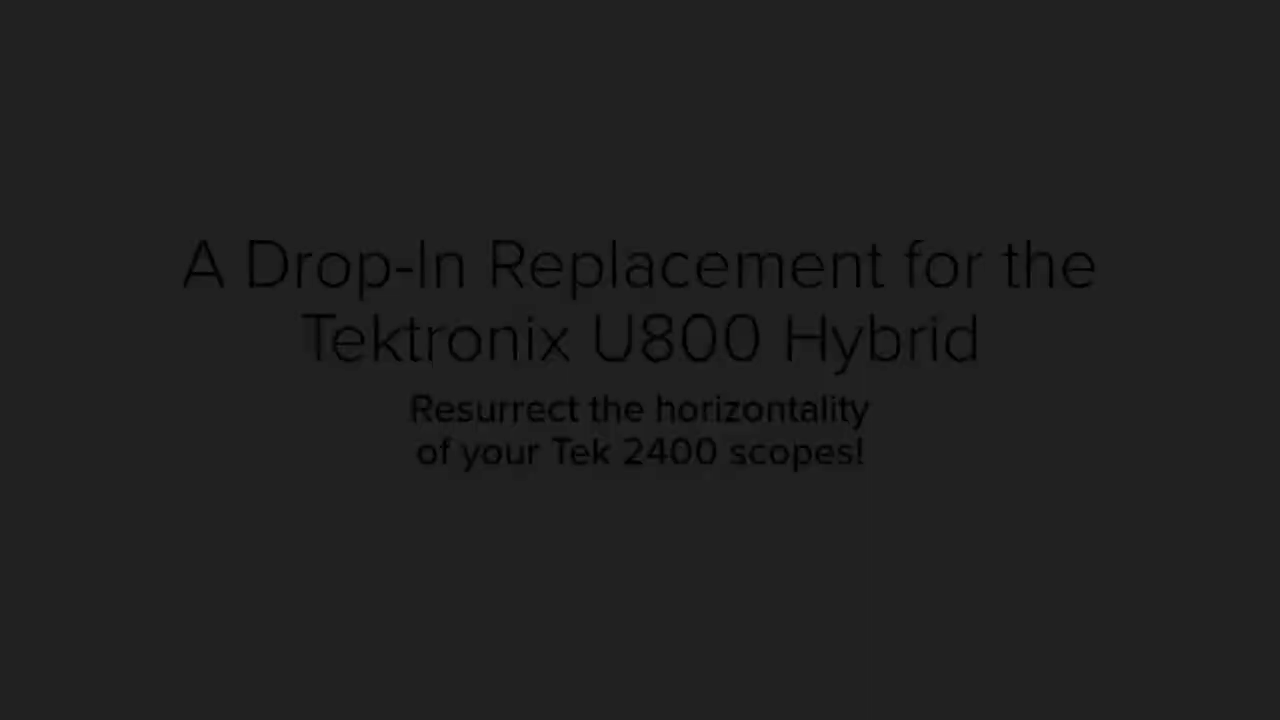 A Drop-In Replacement for the
Tektronix U800 Hybrid
Resurrect the horizontality
of your Tek 2400 scopes!